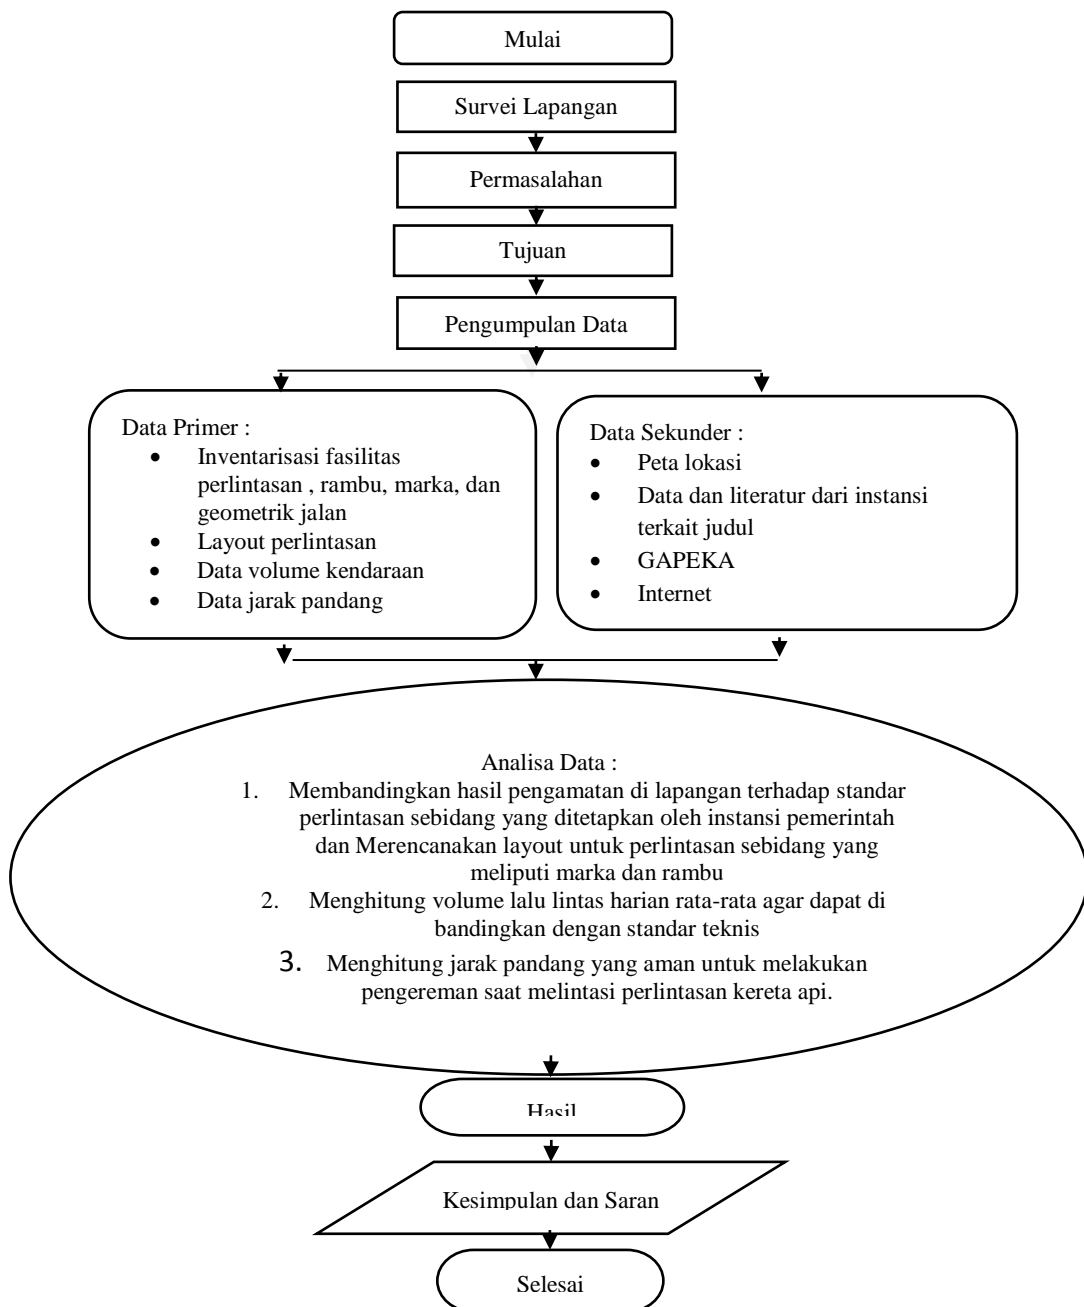 Mulai
Survei Lapangan
Permasalahan
Tujuan
Pengumpulan Data
Data Primer :
• Inventarisasi fasilitas
perlintasan , rambu, marka, dan
geometrik jalan
• Layout perlintasan
• Data volume kendaraan
• Data jarak pandang
Data Sekunder :
• Peta lokasi
• Data dan literatur dari instansi
terkait judul
• GAPEKA
• Internet
Analisa Data :
1. Membandingkan hasil pengamatan di lapangan terhadap standar
perlintasan sebidang yang ditetapkan oleh instansi pemerintah
dan Merencanakan layout untuk perlintasan sebidang yang
meliputi marka dan rambu
2. Menghitung volume lalu lintas harian rata-rata agar dapat di
bandingkan dengan standar teknis
3. Menghitung jarak pandang yang aman untuk melakukan
pengereman saat melintasi perlintasan kereta api.
Hasil
Kesimpulan dan Saran
Selesai